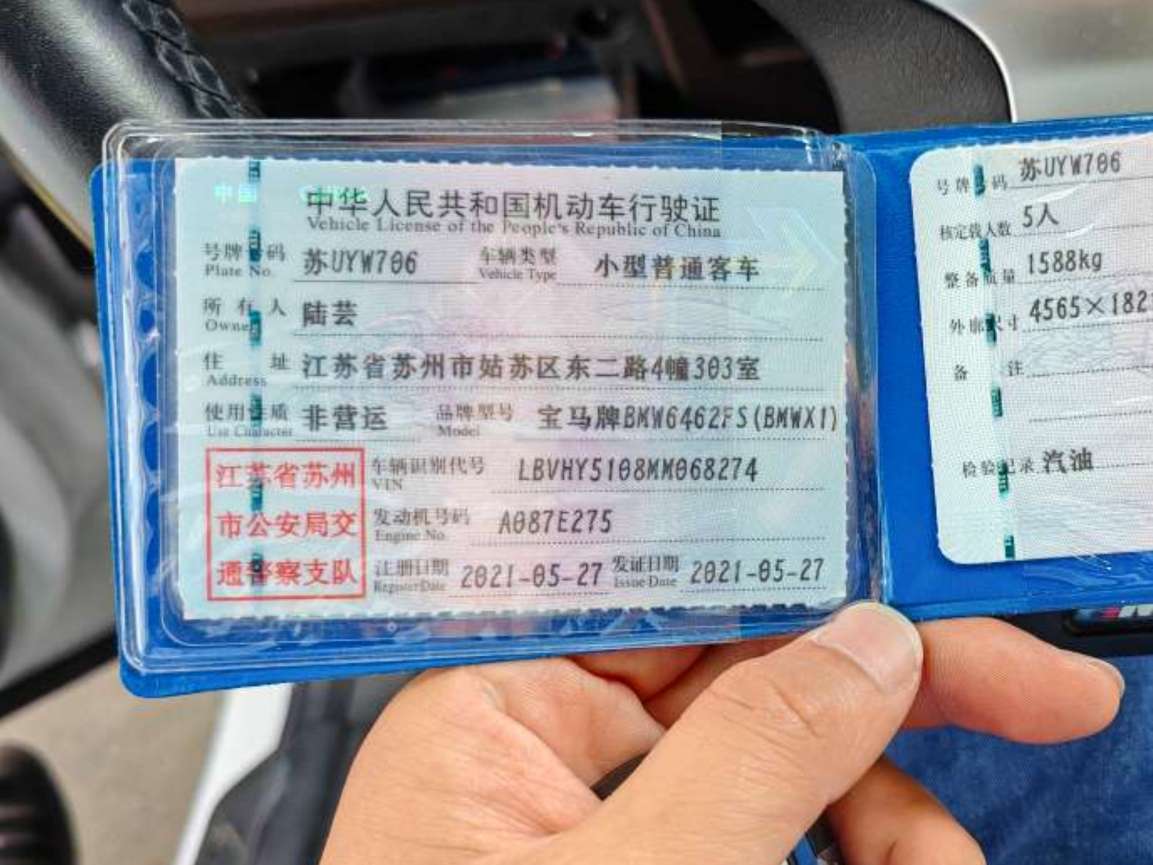 中国 CHINA
中华人民共和国机动车行驶证
Vehicle License of the People's Republic of China
号牌号码 苏UYW706 车辆类型 小型普通客车
Plate No. Vehicle Type
所有人 陆芸
Owner
住址 江苏省苏州市姑苏区东二路4幢303室
Address
使用性质 非营运 品牌型号 宝马牌BMW6462FS(BMWX1)
Use Character Model
江苏省苏州
市公安局交
通警察支队
车辆识别代号 LBVHY5108MM068274
VIN
发动机号码 A087E275
Engine No.
注册日期 2021-05-27 发证日期 2021-05-27
Register Date Issue Date
号牌号码 苏UYW706
核定载人数 5人
整备质量 1588kg
外廓尺寸 4565×182
备注
检验记录 汽油